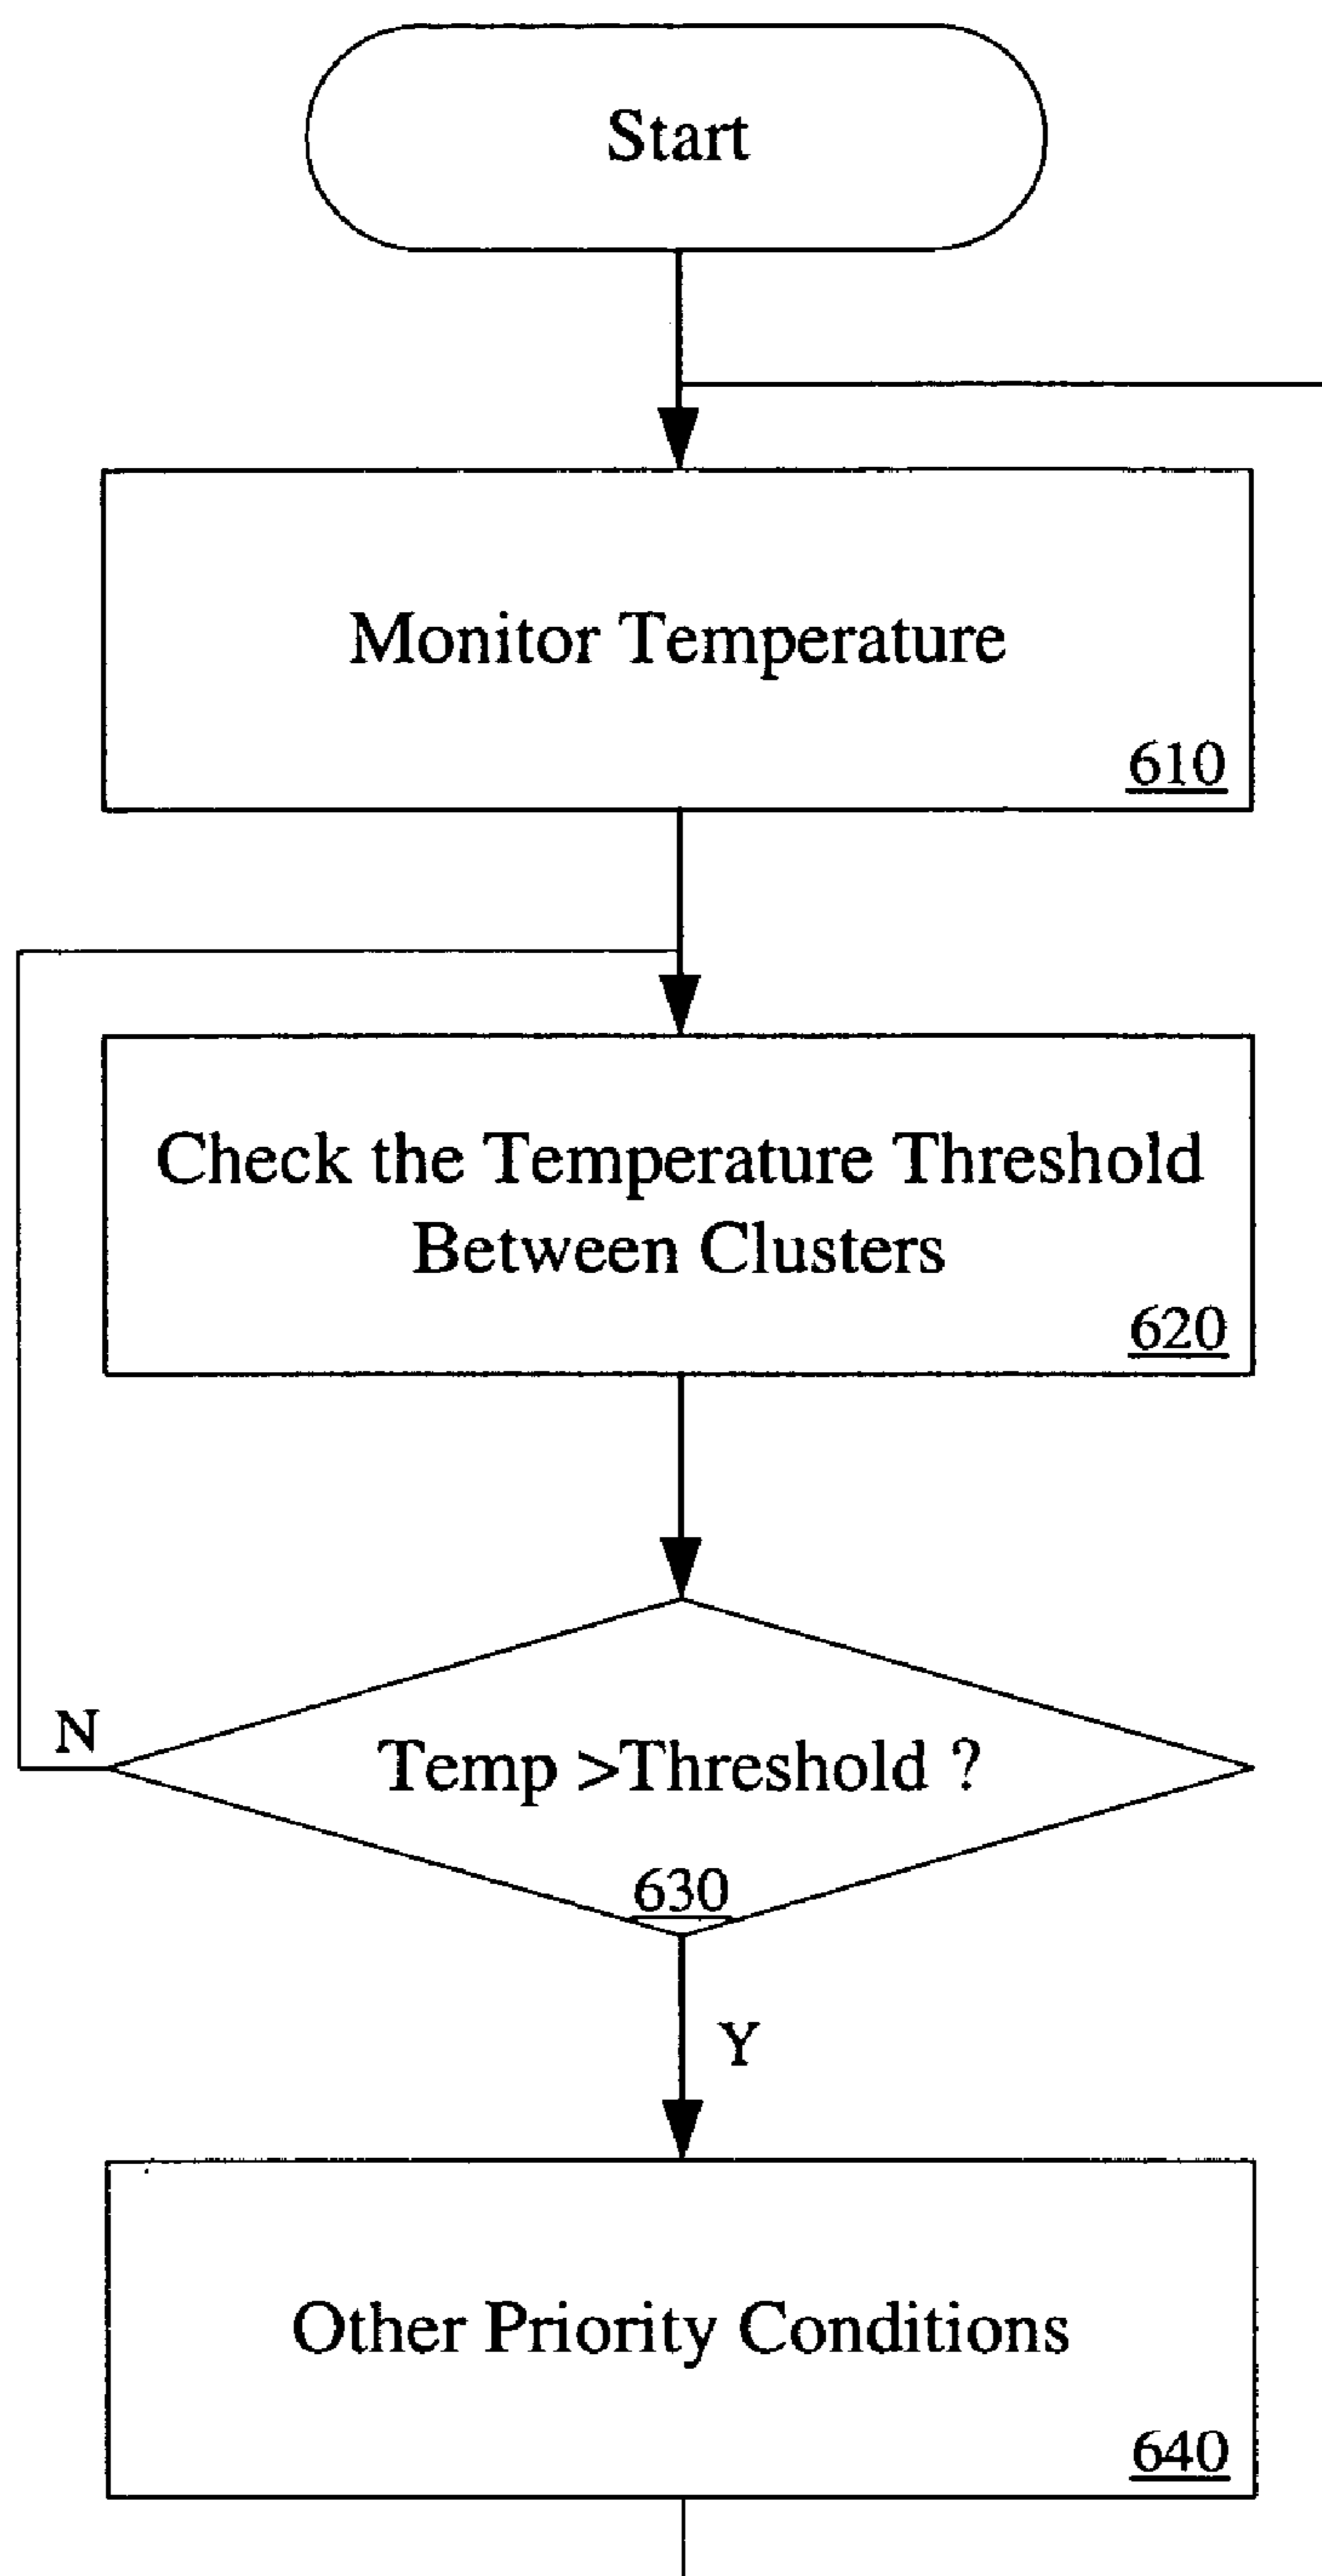 Start
Monitor Temperature
610
Check the Temperature Threshold
Between Clusters
620
N
Temp >Threshold ?
630
Y
Other Priority Conditions
640